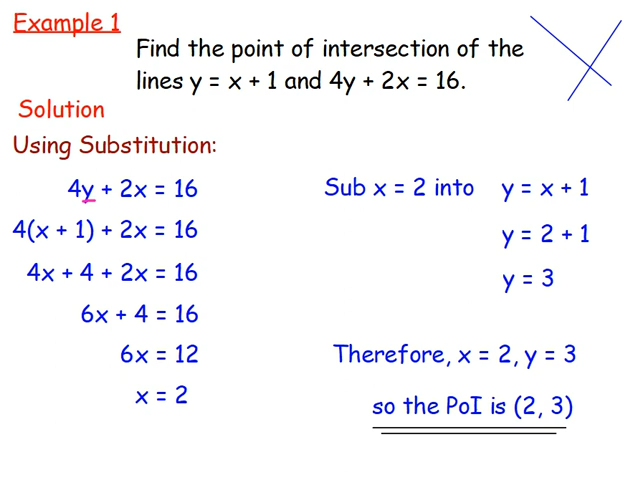 Example 1
Find the point of intersection of the
lines y = x + 1 and 4y + 2x = 16.
Solution
Using Substitution:
4y + 2x = 16
4(x + 1) + 2x = 16
4x + 4 + 2x = 16
6x + 4 = 16
6x = 12
x = 2
Sub x = 2 into y = x + 1
y = 2 + 1
y = 3
Therefore, x = 2, y = 3
so the PoI is (2, 3)